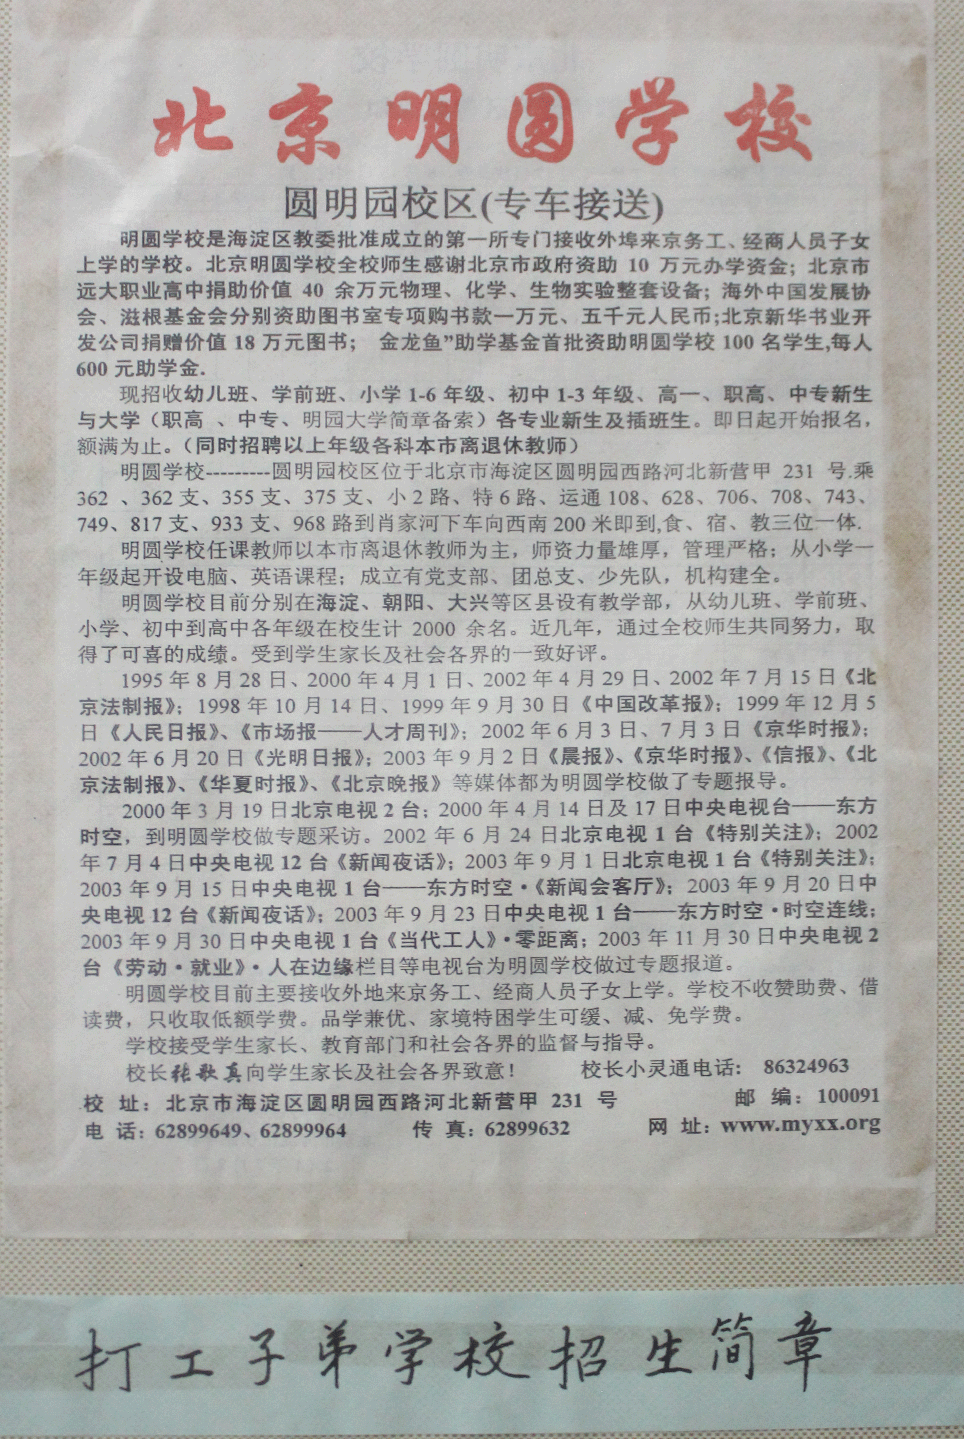 北京明圆学校
圆明园校区(专车接送)
明圆学校是海淀区教委批准成立的第一所专门接收外埠来京务工、经商人员子女
上学的学校。北京明圆学校全校师生感谢北京市政府资助 10 万元办学资金；北京市
远大职业高中捐助价值 40 余万元物理、化学、生物实验整套设备；海外中国发展协
会、滋根基金会分别资助图书室专项购书款一万元、五千元人民币;北京新华书业开
发公司捐赠价值 18 万元图书； 金龙鱼”助学基金首批资助明圆学校 100 名学生,每人
600 元助学金.
现招收幼儿班、学前班、小学 1-6 年级、初中 1-3 年级、高一、职高、中专新生
与大学（职高 、中专、明园大学简章备索）各专业新生及插班生。即日起开始报名，
额满为止。（同时招聘以上年级各科本市离退休教师）
明圆学校---------圆明园校区位于北京市海淀区圆明园西路河北新营甲 231 号.乘
362 、362 支、355 支、375 支、小 2 路、特 6 路、运通 108、628、706、708、743、
749、817 支、933 支、968 路到肖家河下车向西南 200 米即到,食、宿、教三位一体.
明圆学校任课教师以本市离退休教师为主，师资力量雄厚，管理严格；从小学一
年级起开设电脑、英语课程；成立有党支部、团总支、少先队，机构建全。
明圆学校目前分别在海淀、朝阳、大兴等区县设有教学部，从幼儿班、学前班、
小学、初中到高中各年级在校生计 2000 余名。近几年，通过全校师生共同努力，取
得了可喜的成绩。受到学生家长及社会各界的一致好评。
1995 年 8 月 28 日、2000 年 4 月 1 日、2002 年 4 月 29 日、2002 年 7 月 15 日《北
京法制报》；1998 年 10 月 14 日、1999 年 9 月 30 日《中国改革报》；1999 年 12 月 5
日《人民日报》、《市场报——人才周刊》；2002 年 6 月 3 日、7 月 3 日《京华时报》；
2002 年 6 月 20 日《光明日报》；2003 年 9 月 2 日《晨报》、《京华时报》、《信报》、《北
京法制报》、《华夏时报》、《北京晚报》等媒体都为明圆学校做了专题报导。
2000 年 3 月 19 日北京电视 2 台；2000 年 4 月 14 日及 17 日中央电视台——东方
时空，到明圆学校做专题采访。2002 年 6 月 24 日北京电视 1 台《特别关注》；2002
年 7 月 4 日中央电视 12 台《新闻夜话》；2003 年 9 月 1 日北京电视 1 台《特别关注》；
2003 年 9 月 15 日中央电视 1 台——东方时空·《新闻会客厅》；2003 年 9 月 20 日中
央电视 12 台《新闻夜话》；2003 年 9 月 23 日中央电视 1 台——东方时空·时空连线；
2003 年 9 月 30 日中央电视 1 台《当代工人》·零距离；2003 年 11 月 30 日中央电视 2
台《劳动·就业》·人在边缘栏目等电视台为明圆学校做过专题报道。
明圆学校目前主要接收外地来京务工、经商人员子女上学。学校不收赞助费、借
读费，只收取低额学费。品学兼优、家境特困学生可缓、减、免学费。
学校接受学生家长、教育部门和社会各界的监督与指导。
校长张歌真向学生家长及社会各界致意！ 校长小灵通电话： 86324963
校 址：北京市海淀区圆明园西路河北新营甲 231 号 邮 编：100091
电 话：62899649、62899964 传 真：62899632 网 址：www.myxx.org
打工子弟学校招生简章